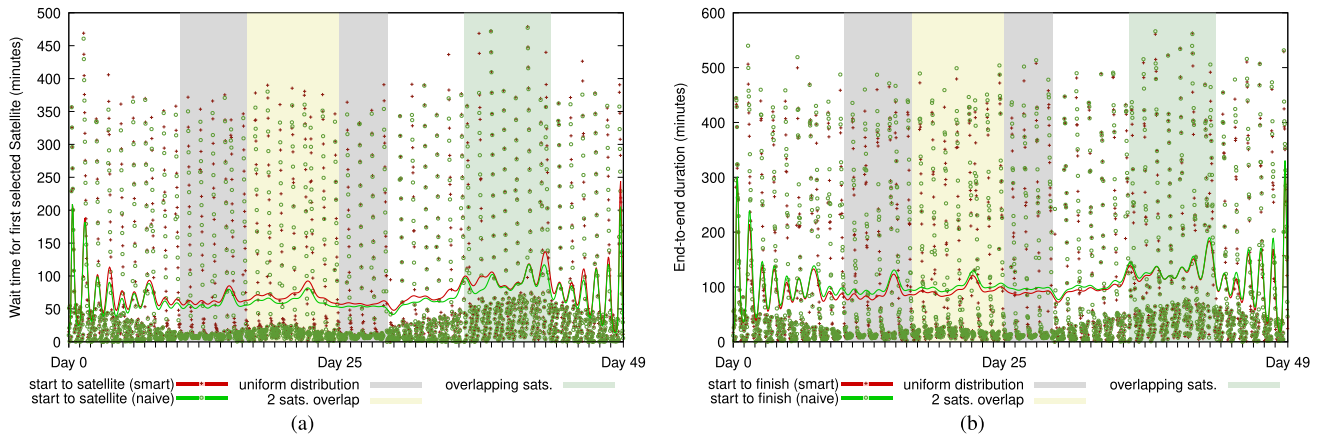 Wait time for first selected Satellite (minutes)
500
450
400
350
300
250
200
150
100
50
0
Day 0
Day 25
Day 49
start to satellite (smart)
uniform distribution
overlapping sats.
start to satellite (naive)
2 sats. overlap
(a)
End-to-end duration (minutes)
600
500
400
300
200
100
0
Day 0
Day 25
Day 49
start to finish (smart)
uniform distribution
overlapping sats.
start to finish (naive)
2 sats. overlap
(b)